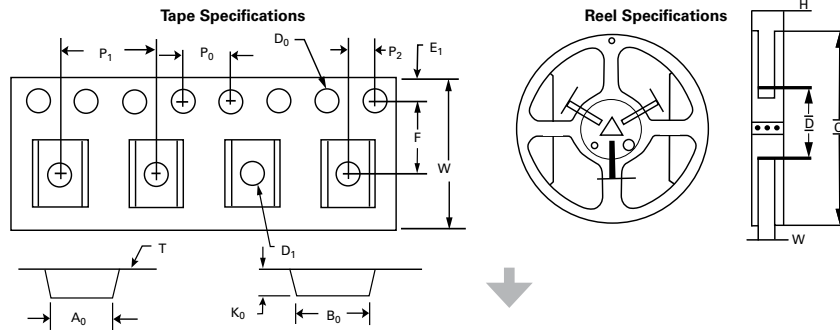 Tape Specifications
Reel Specifications
H
P1
P0
D0
P2
E1
F
W
D
C
D1
T
W
A0
K0
B0